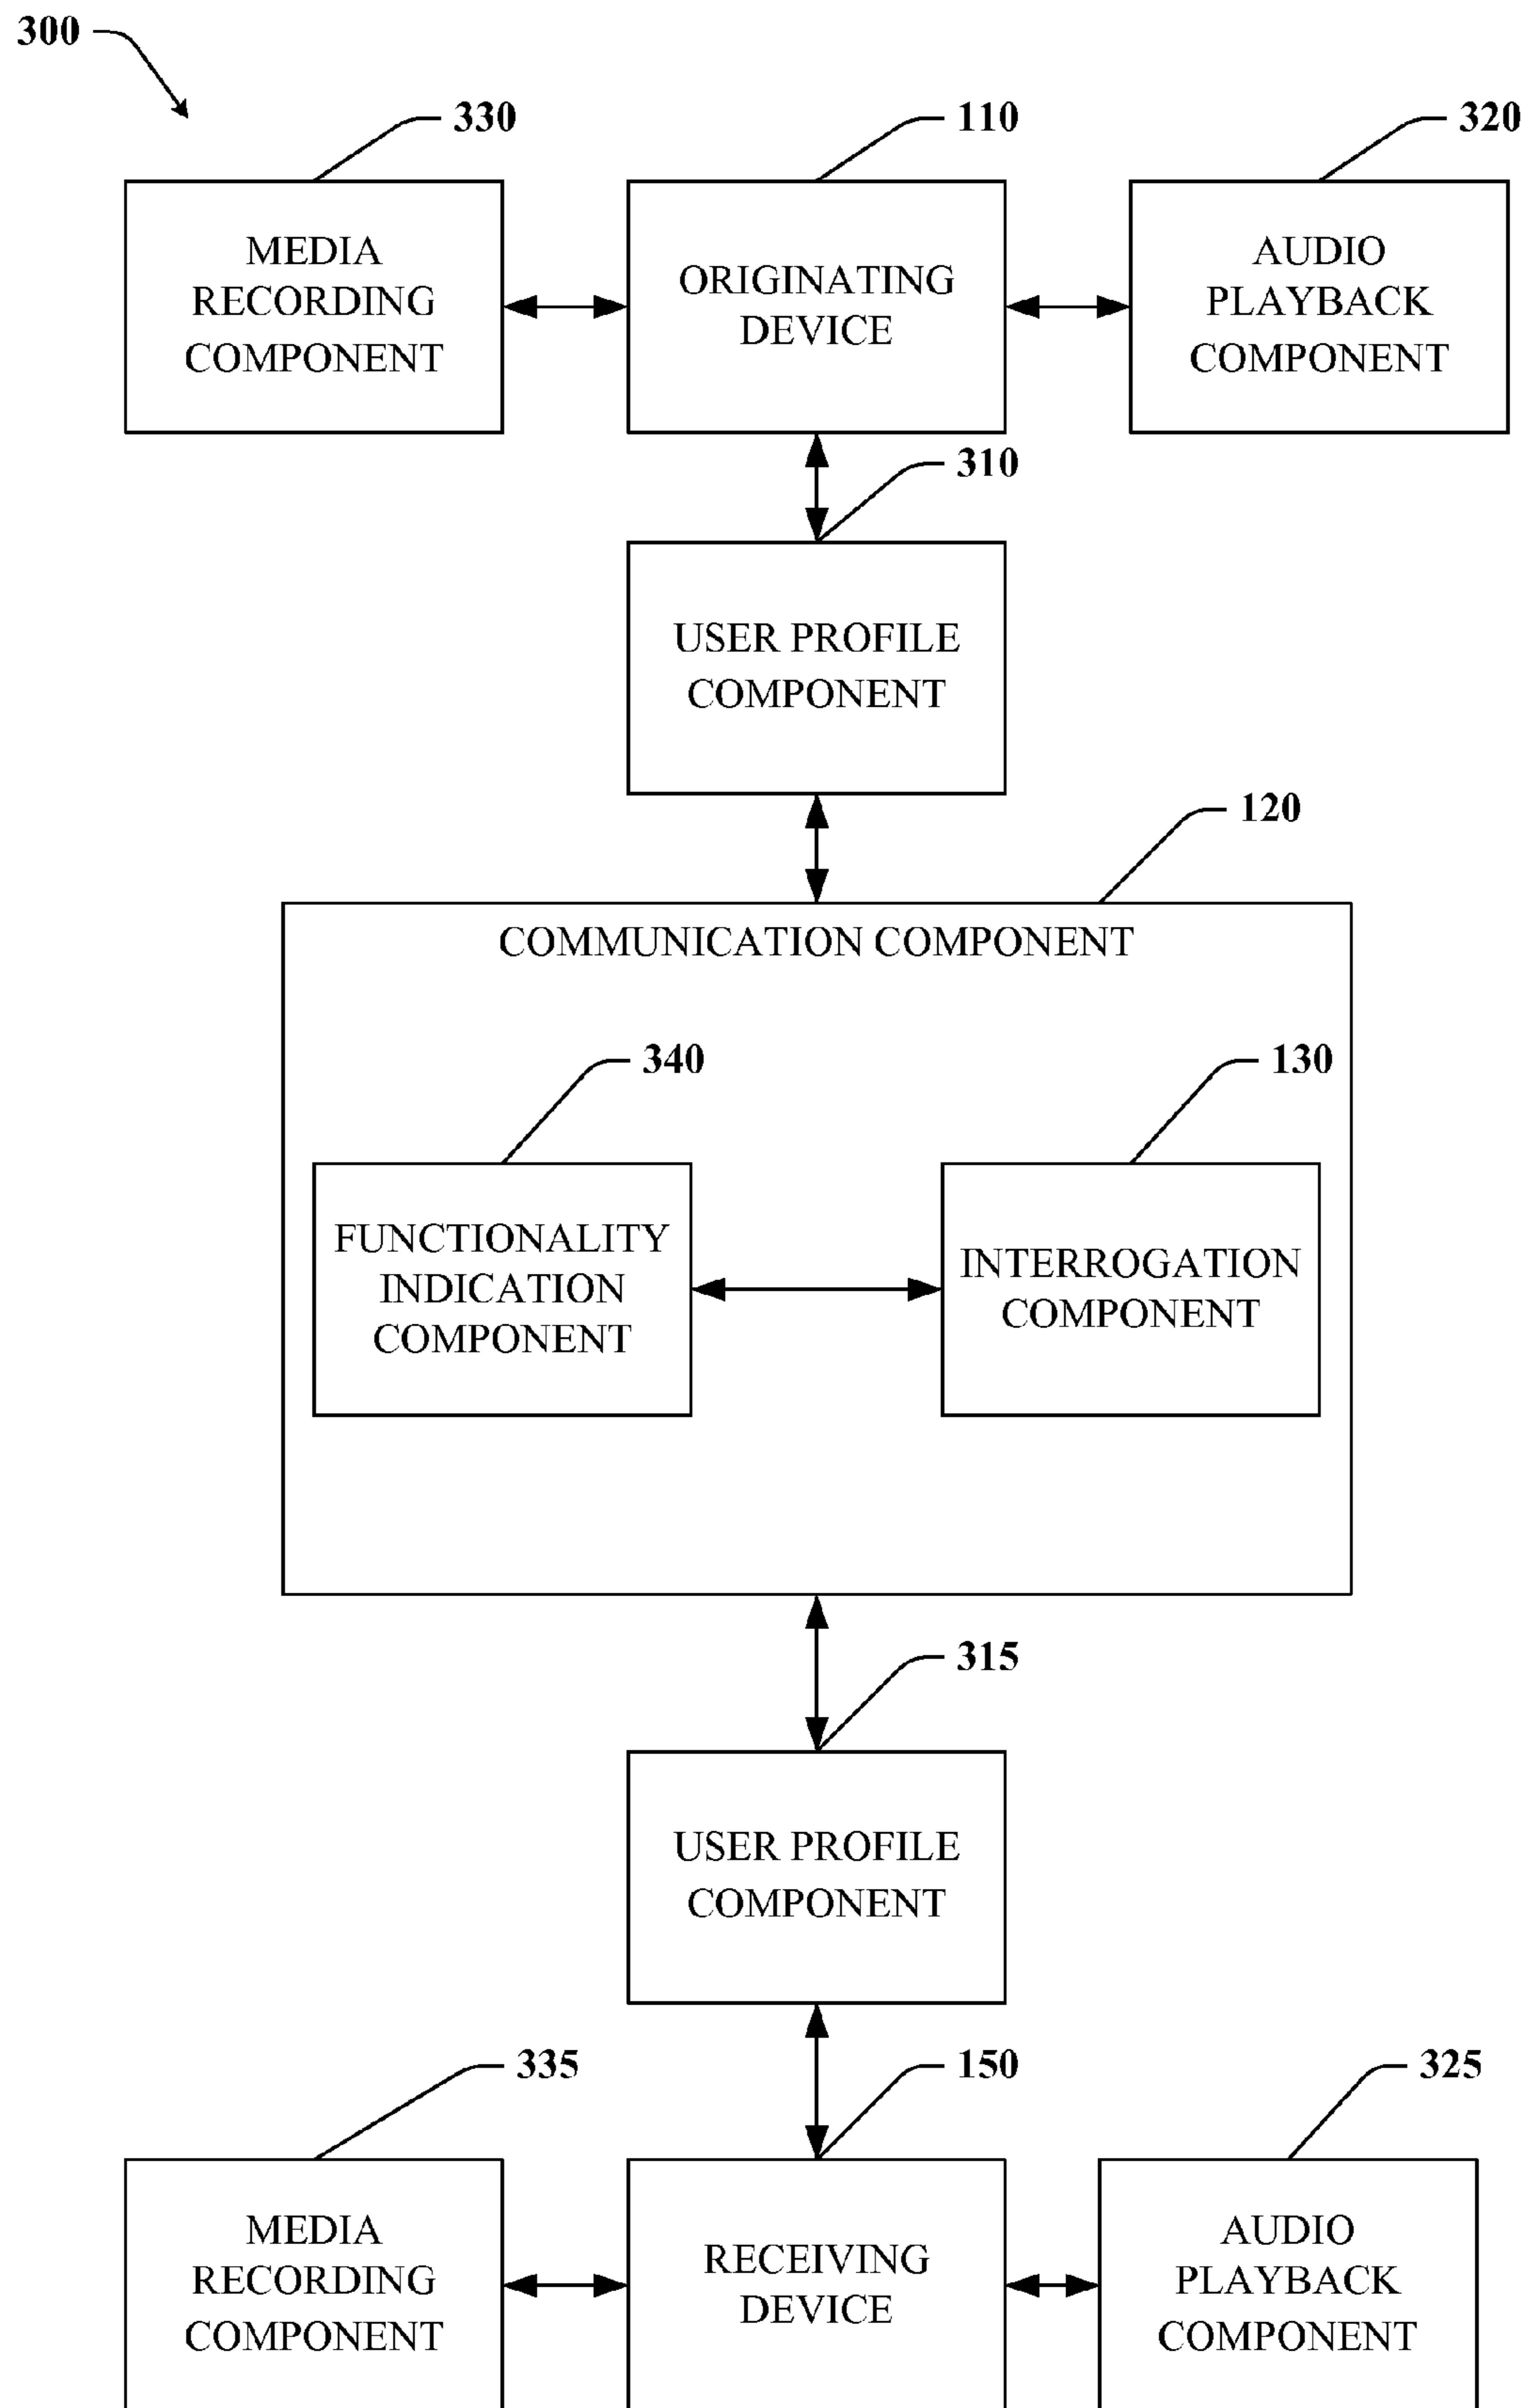 300
330
110
320
MEDIA
RECORDING
COMPONENT
ORIGINATING
DEVICE
AUDIO
PLAYBACK
COMPONENT
310
USER PROFILE
COMPONENT
120
COMMUNICATION COMPONENT
340
130
FUNCTIONALITY
INDICATION
COMPONENT
INTERROGATION
COMPONENT
315
USER PROFILE
COMPONENT
335
150
325
MEDIA
RECORDING
COMPONENT
RECEIVING
DEVICE
AUDIO
PLAYBACK
COMPONENT